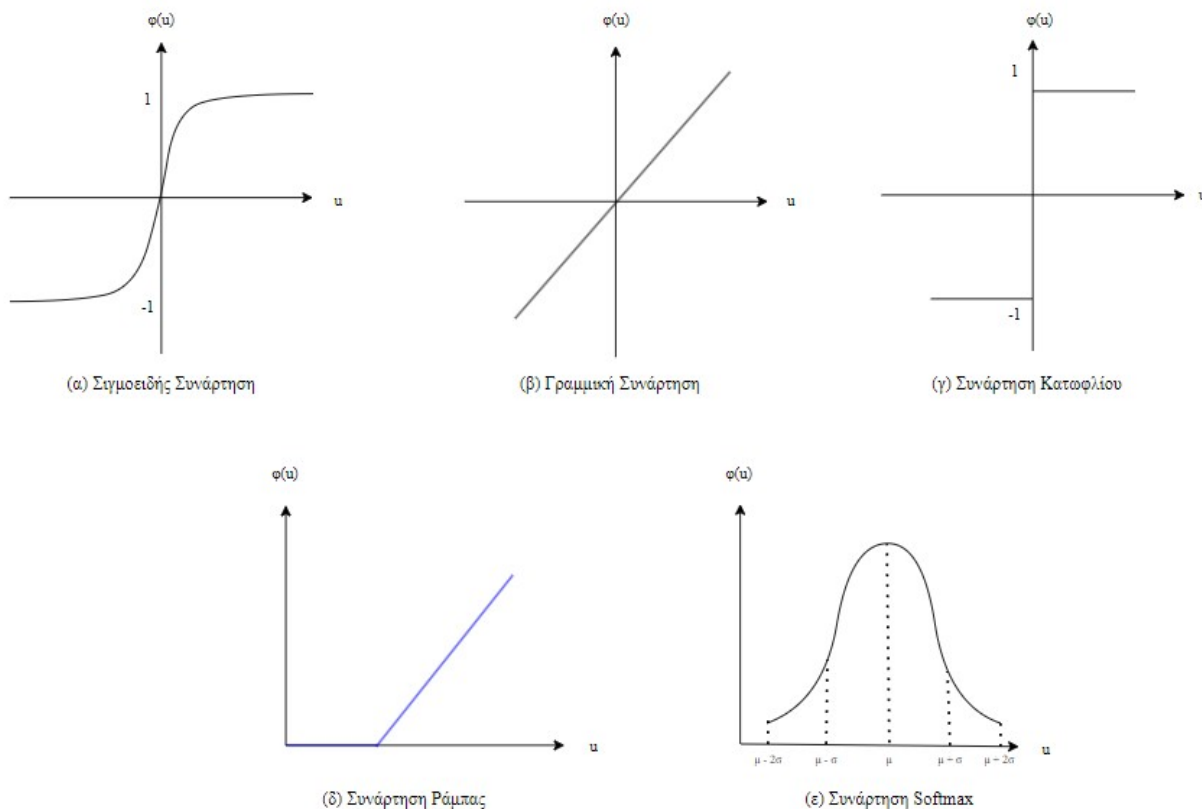 φ(u)
1
u
-1
(α) Σιγμοειδής Συνάρτηση
φ(u)
u
(β) Γραμμική Συνάρτηση
φ(u)
1
u
-1
(γ) Συνάρτηση Κατωφλίου
φ(u)
u
(δ) Συνάρτηση Ράμπας
φ(u)
u
μ - 2σ μ - σ μ μ + σ μ + 2σ
(ε) Συνάρτηση Softmax